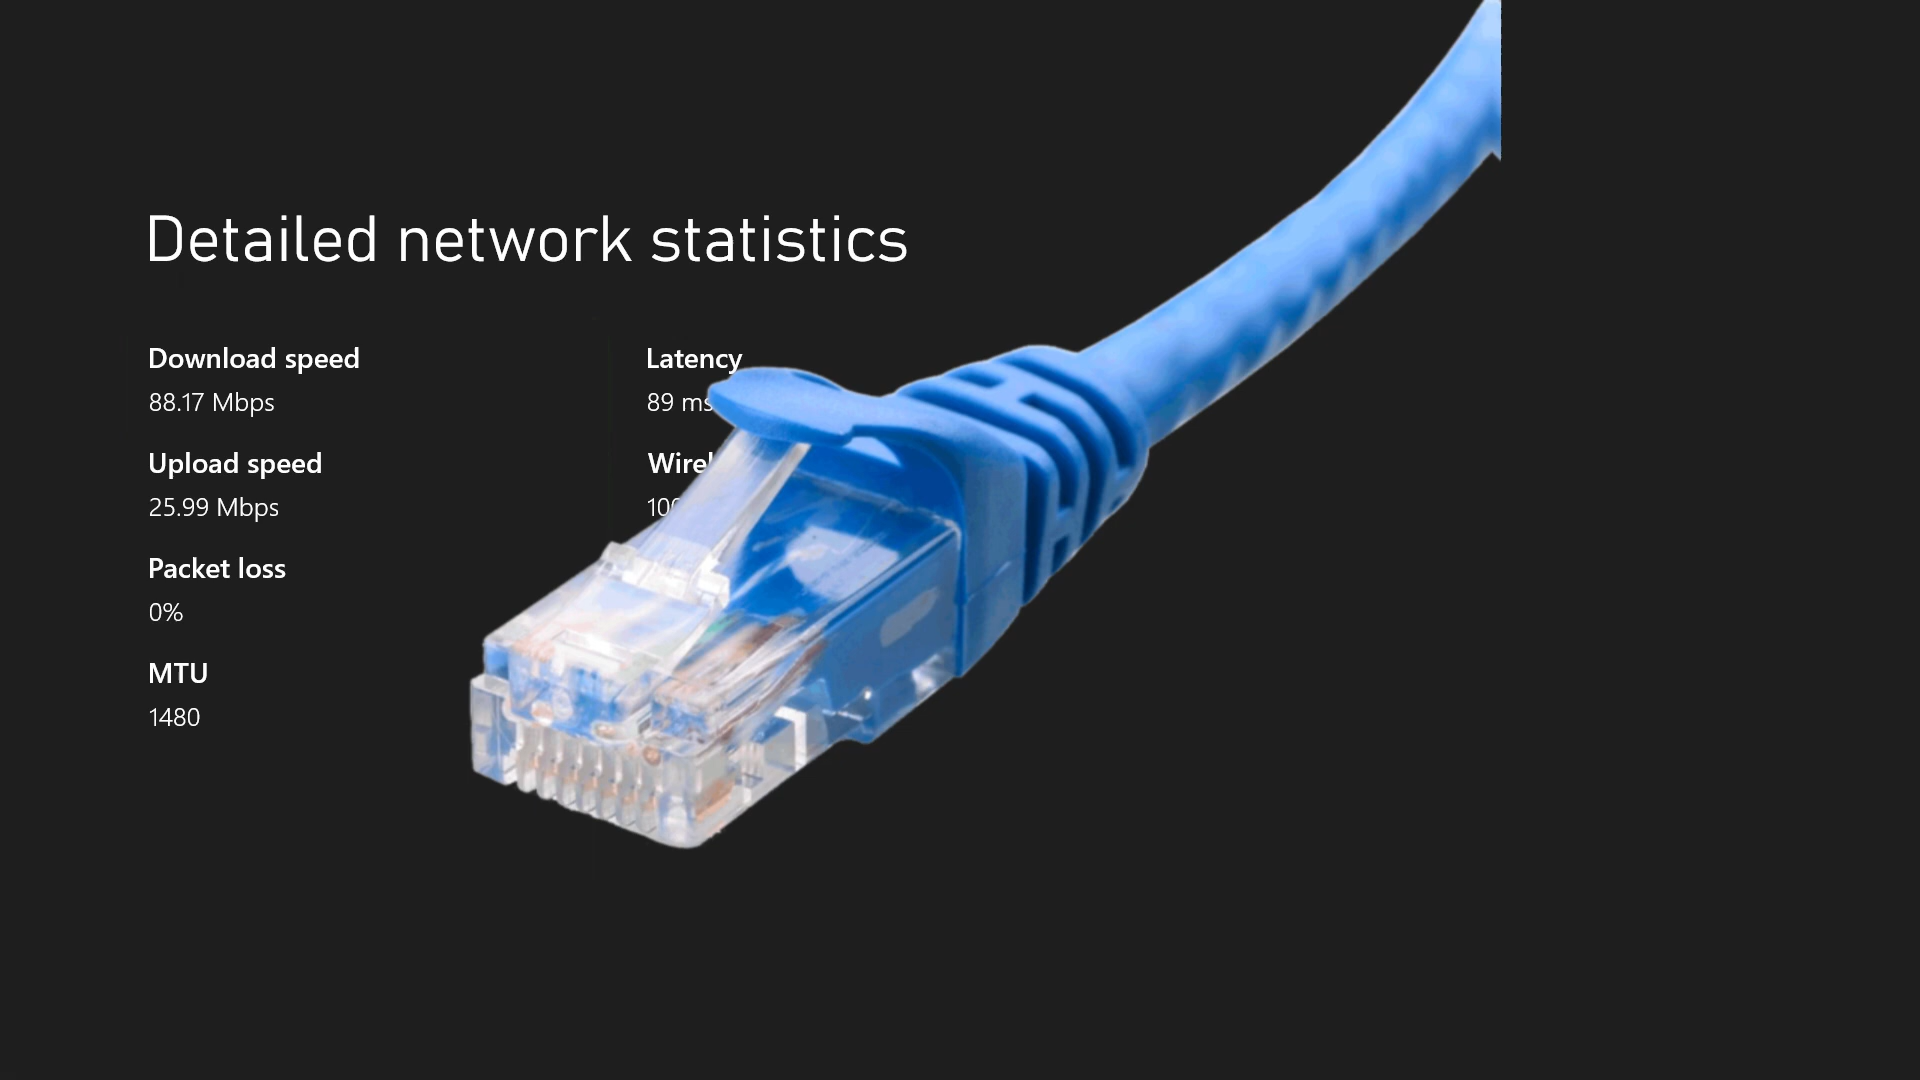 Detailed network statistics
Download speed
88.17 Mbps
Upload speed
25.99 Mbps
Packet loss
0%
MTU
1480
Latency
89 ms